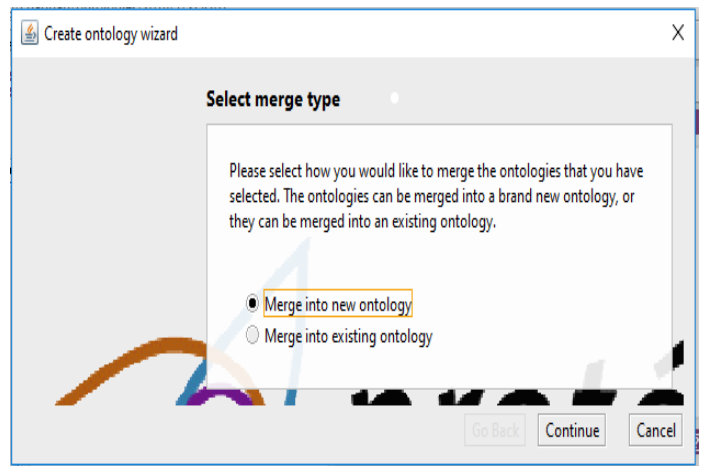 Create ontology wizard
X
Select merge type
Please select how you would like to merge the ontologies that you have
selected. The ontologies can be merged into a brand new ontology, or
they can be merged into an existing ontology.
Merge into new ontology
Merge into existing ontology
Go Back Continue Cancel